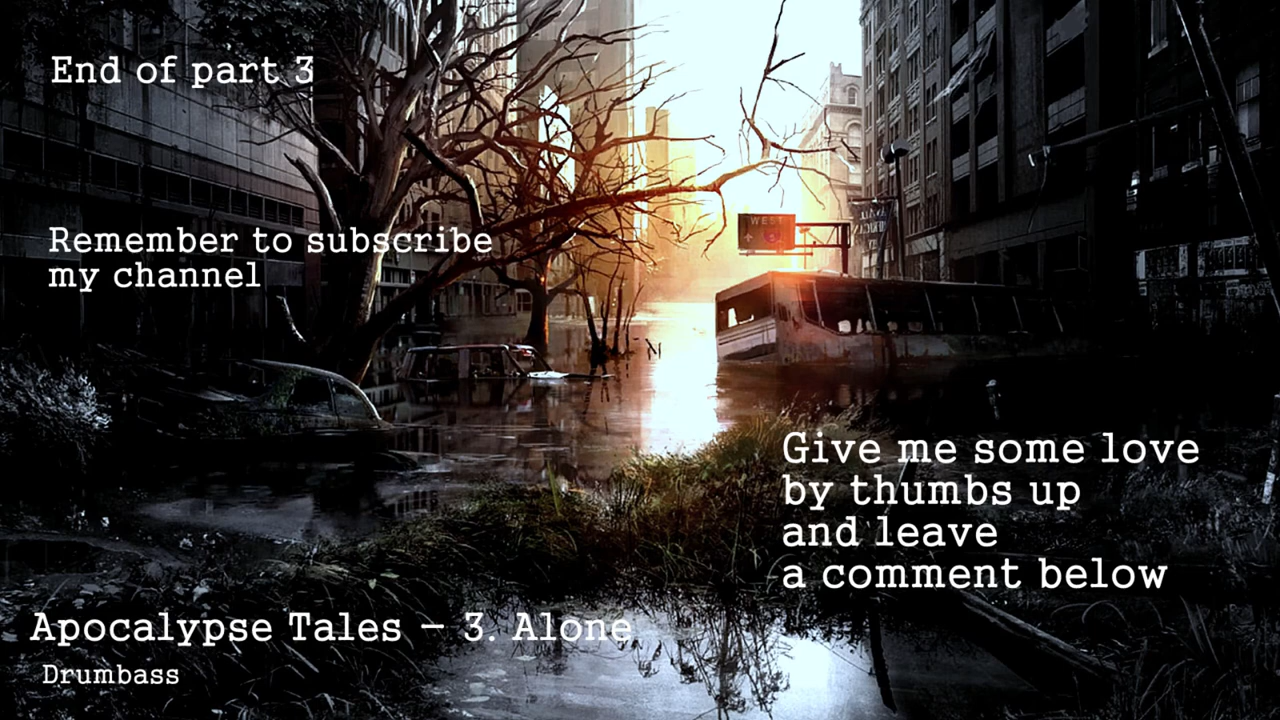 End of part 3
Remember to subscribe
my channel
WEST
Give me some love
by thumbs up
and leave
a comment below
Apocalypse Tales – 3. Alone
Drumbass